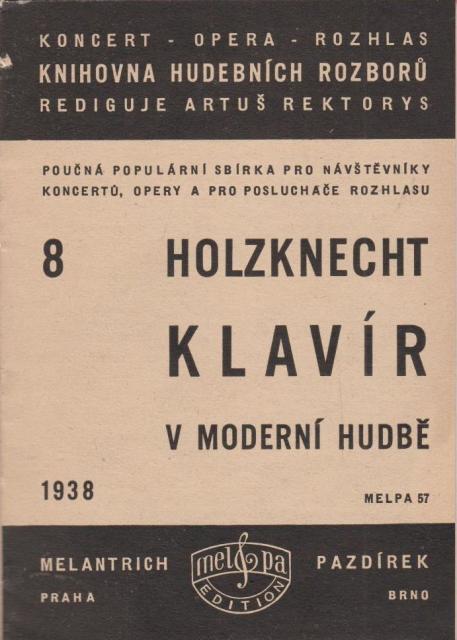 KONCERT - OPERA - ROZHLAS
KNIHOVNA HUDEBNÍCH ROZBORŮ
REDIGUJE ARTUŠ REKTORYS
POUČNÁ POPULÁRNÍ SBÍRKA PRO NÁVŠTĚVNÍKY
KONCERTŮ, OPERY A PRO POSLUCHAČE ROZHLASU
8 HOLZKNECHT
KLAVÍR
V MODERNÍ HUDBĚ
1938 MELPA 57
MELANTRICH melpa PAZDÍREK
PRAHA EDITION BRNO